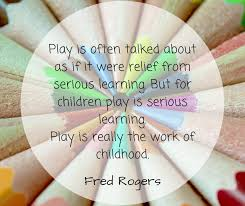 Play is often talked about
as if it were relief from
serious learning. But for
children play is serious
learning.
Play is really the work of
childhood.
Fred Rogers